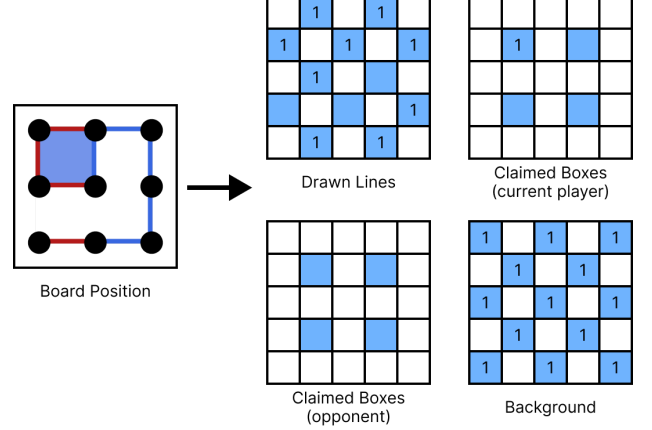 1 1
1 1 1
1
1
1 1
Drawn Lines
1
Claimed Boxes
(current player)
Board Position
Claimed Boxes
(opponent)
1 1 1
1 1
1 1 1
1 1
1 1 1
Background